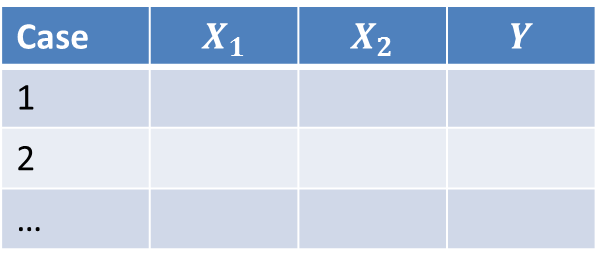 Case X₁ X₂ Y
1
2
...